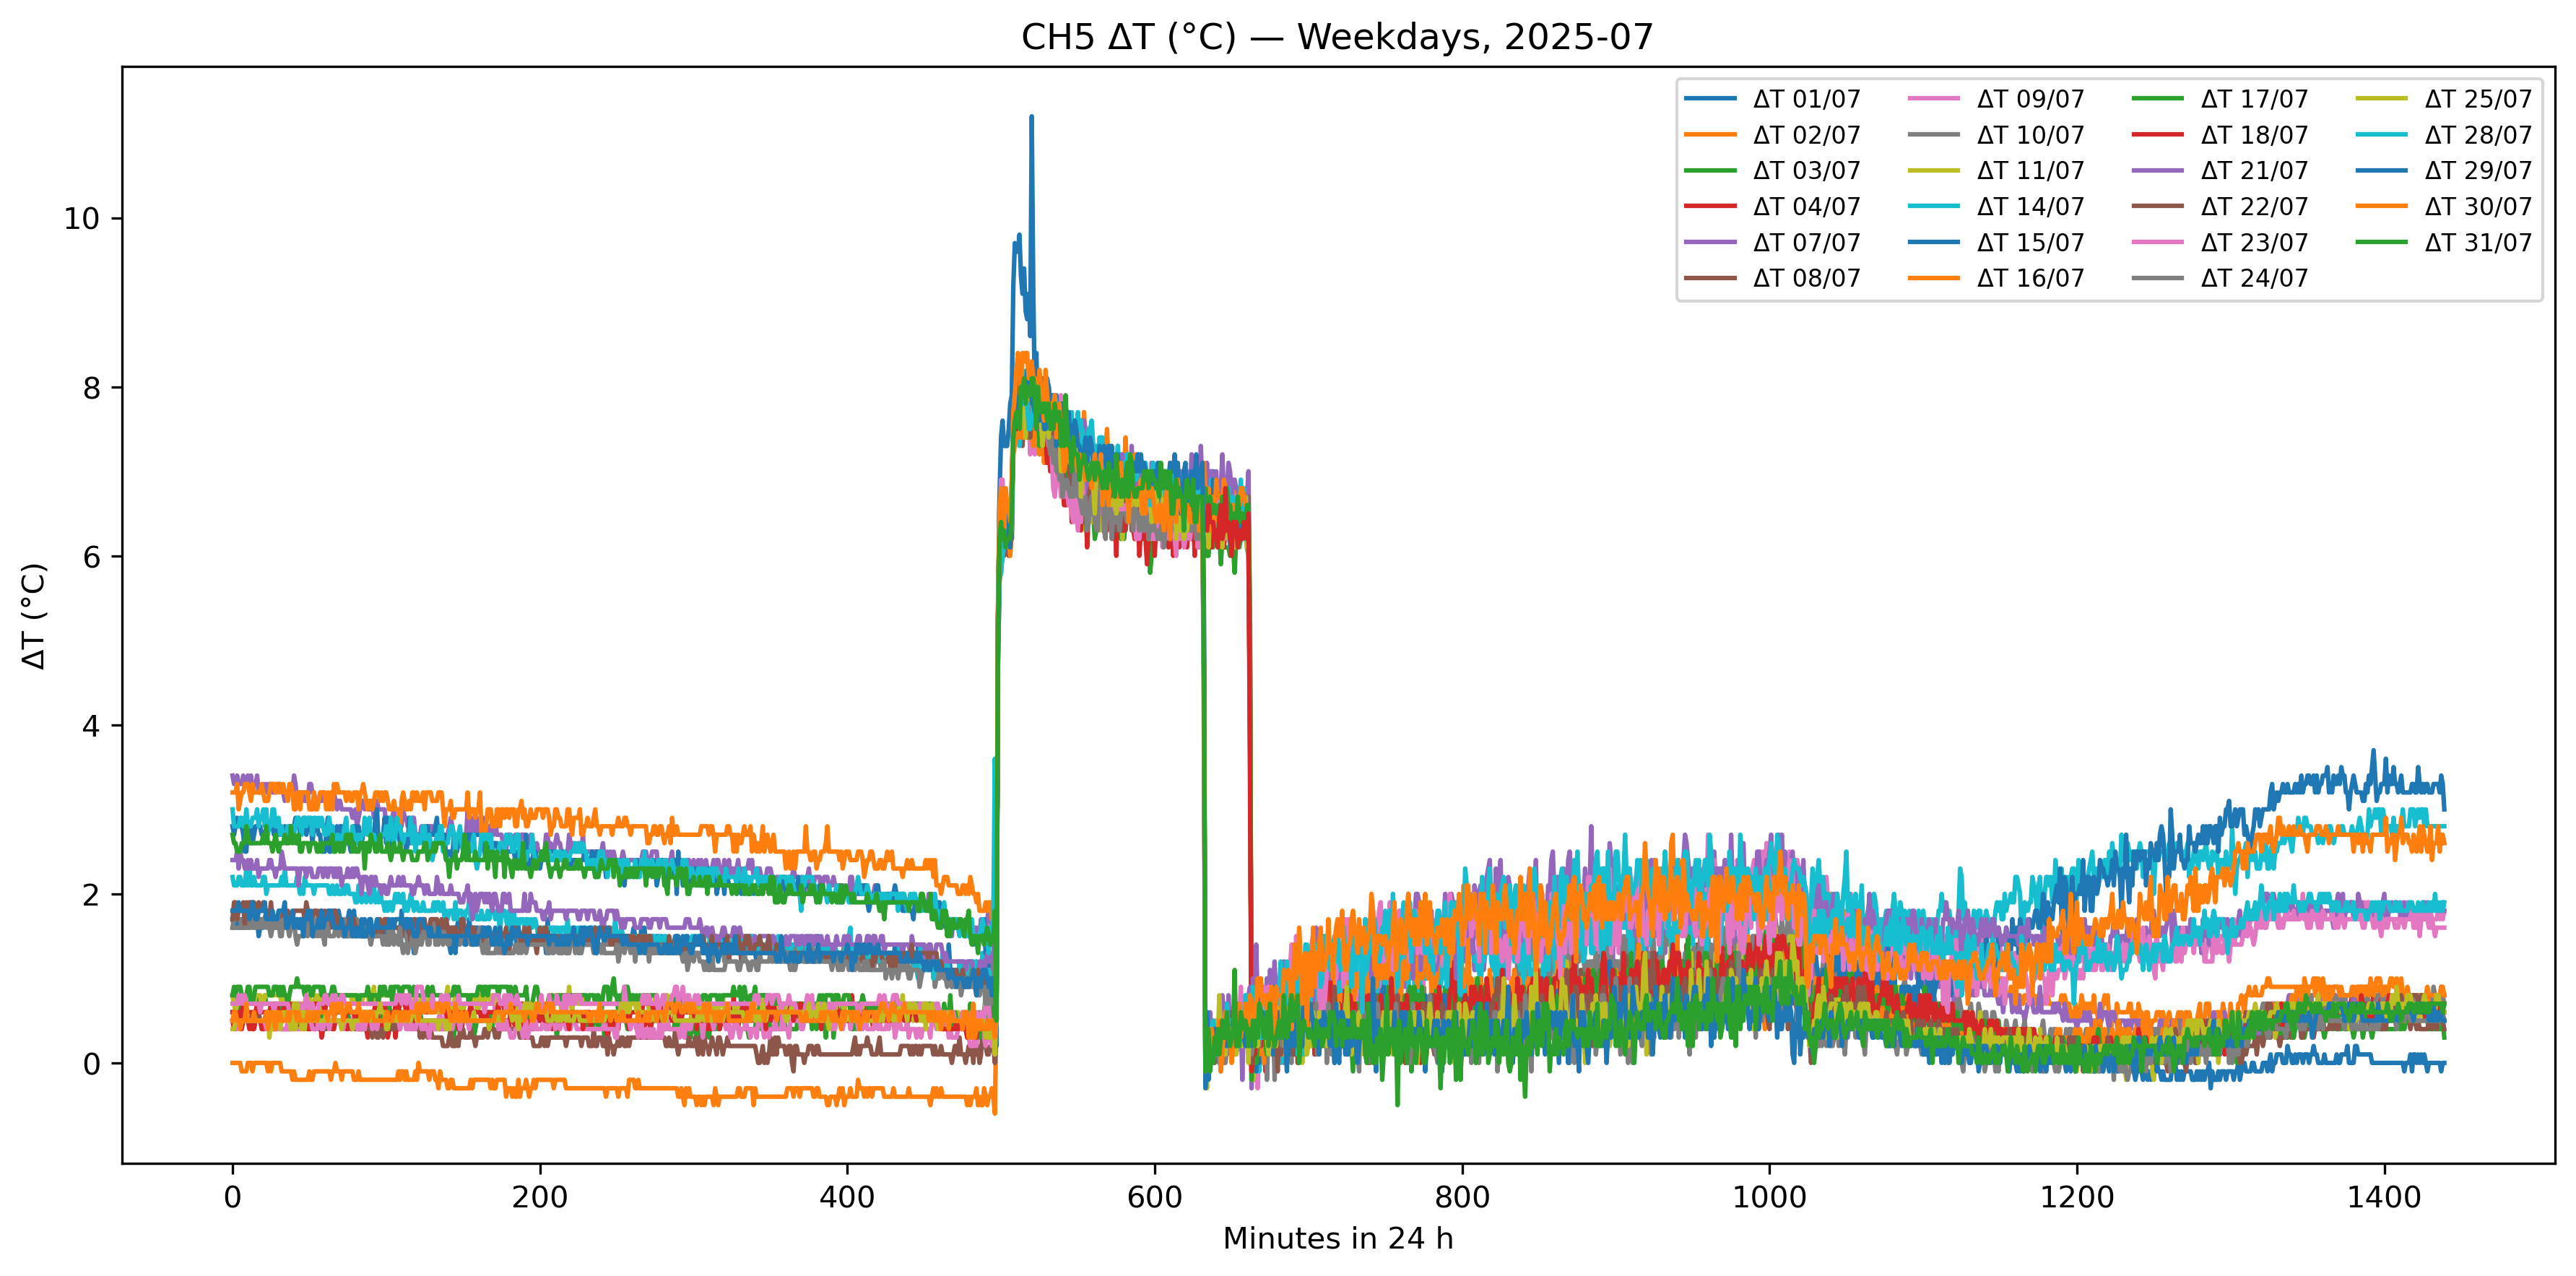 CH5 ΔT (°C) — Weekdays, 2025-07
ΔT (°C)
10
8
6
4
2
0
0
200
400
600
800
1000
1200
1400
Minutes in 24 h
ΔT 01/07
ΔT 02/07
ΔT 03/07
ΔT 04/07
ΔT 07/07
ΔT 08/07
ΔT 09/07
ΔT 10/07
ΔT 11/07
ΔT 14/07
ΔT 15/07
ΔT 16/07
ΔT 17/07
ΔT 18/07
ΔT 21/07
ΔT 22/07
ΔT 23/07
ΔT 24/07
ΔT 25/07
ΔT 28/07
ΔT 29/07
ΔT 30/07
ΔT 31/07